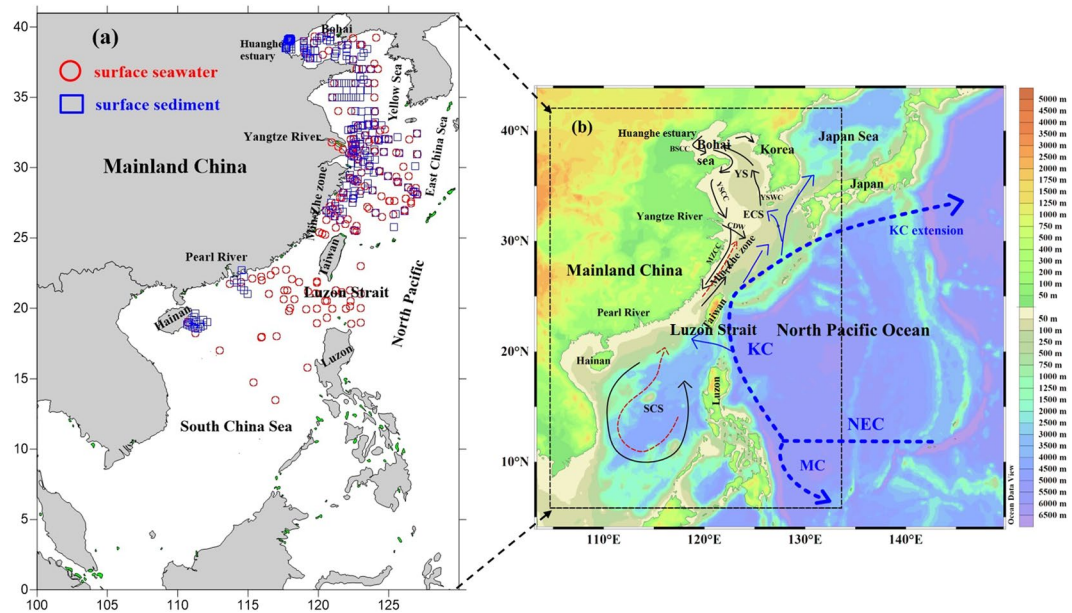 (a)
surface seawater
surface sediment
Bohai
Huanghe
estuary
Yellow Sea
Yangtze River
Mainland China
East China Sea
Min-Zhe zone
Taiwan
Pearl River
Luzon Strait
North Pacific
Hainan
Luzon
South China Sea
40
35
30
25
20
15
10
5
0
100
105
110
115
120
125
(b)
Huanghe estuary
BSCC
Bohai
sea
Korea
Japan Sea
YS
Japan
YSCC
YSWC
Yangtze River
ECS
CDW
KC extension
MZCC
Min-Zhe zone
Mainland China
Taiwan
Pearl River
Luzon Strait
North Pacific Ocean
KC
Hainan
Luzon
SCS
NEC
MC
40°N
30°N
20°N
10°N
110°E
120°E
130°E
140°E
Ocean Data View
5000 m
4500 m
4000 m
3500 m
3000 m
2500 m
2000 m
1750 m
1500 m
1250 m
1000 m
750 m
500 m
400 m
300 m
200 m
100 m
50 m
50 m
100 m
250 m
500 m
750 m
1000 m
1250 m
1500 m
2000 m
2500 m
3000 m
3500 m
4000 m
4500 m
5000 m
5500 m
6000 m
6500 m